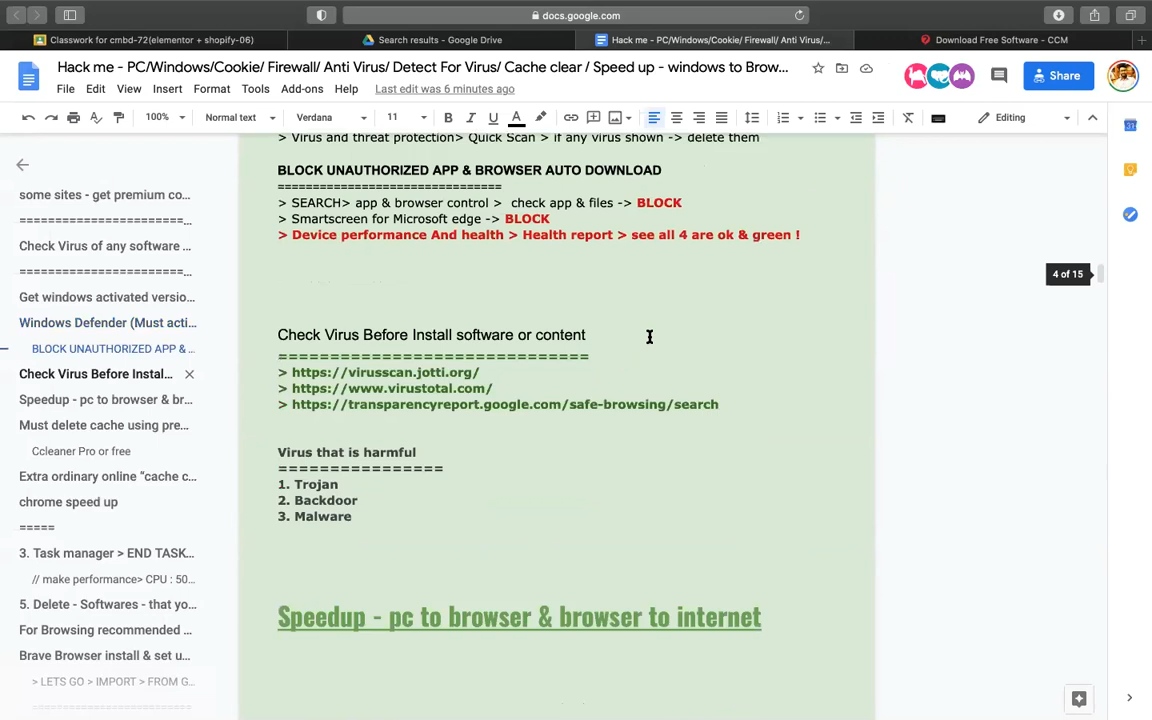 docs.google.com
Classwork for cmbd-72(elementor + shopify-06)
Search results - Google Drive
Hack me - PC/Windows/Cookie/ Firewall/ Anti Virus/...
Download Free Software - CCM
Hack me - PC/Windows/Cookie/ Firewall/ Anti Virus/ Detect For Virus/ Cache clear / Speed up - windows to Brow...
Share
File Edit View Insert Format Tools Add-ons Help Last edit was 6 minutes ago
100% Normal text Verdana 11 Editing
some sites - get premium co...
========================...
Check Virus of any software ...
========================...
Get windows activated versio...
Windows Defender (Must acti...
BLOCK UNAUTHORIZED APP & ...
Check Virus Before Instal...
Speedup - pc to browser & br...
Must delete cache using pre...
Ccleaner Pro or free
Extra ordinary online “cache c...
chrome speed up
=====
3. Task manager > END TASK...
// make performance> CPU : 50...
5. Delete - Softwares - that yo...
For Browsing recommended ...
Brave Browser install & set u...
> LETS GO > IMPORT > FROM G...
> Virus and threat protection> Quick Scan > if any virus shown -> delete them
BLOCK UNAUTHORIZED APP & BROWSER AUTO DOWNLOAD
================================
> SEARCH> app & browser control > check app & files -> BLOCK
> Smartscreen for Microsoft edge -> BLOCK
> Device performance And health > Health report > see all 4 are ok & green !
4 of 15
Check Virus Before Install software or content
=============================
> https://virusscan.jotti.org/
> https://www.virustotal.com/
> https://transparencyreport.google.com/safe-browsing/search
Virus that is harmful
================
1. Trojan
2. Backdoor
3. Malware
Speedup - pc to browser & browser to internet